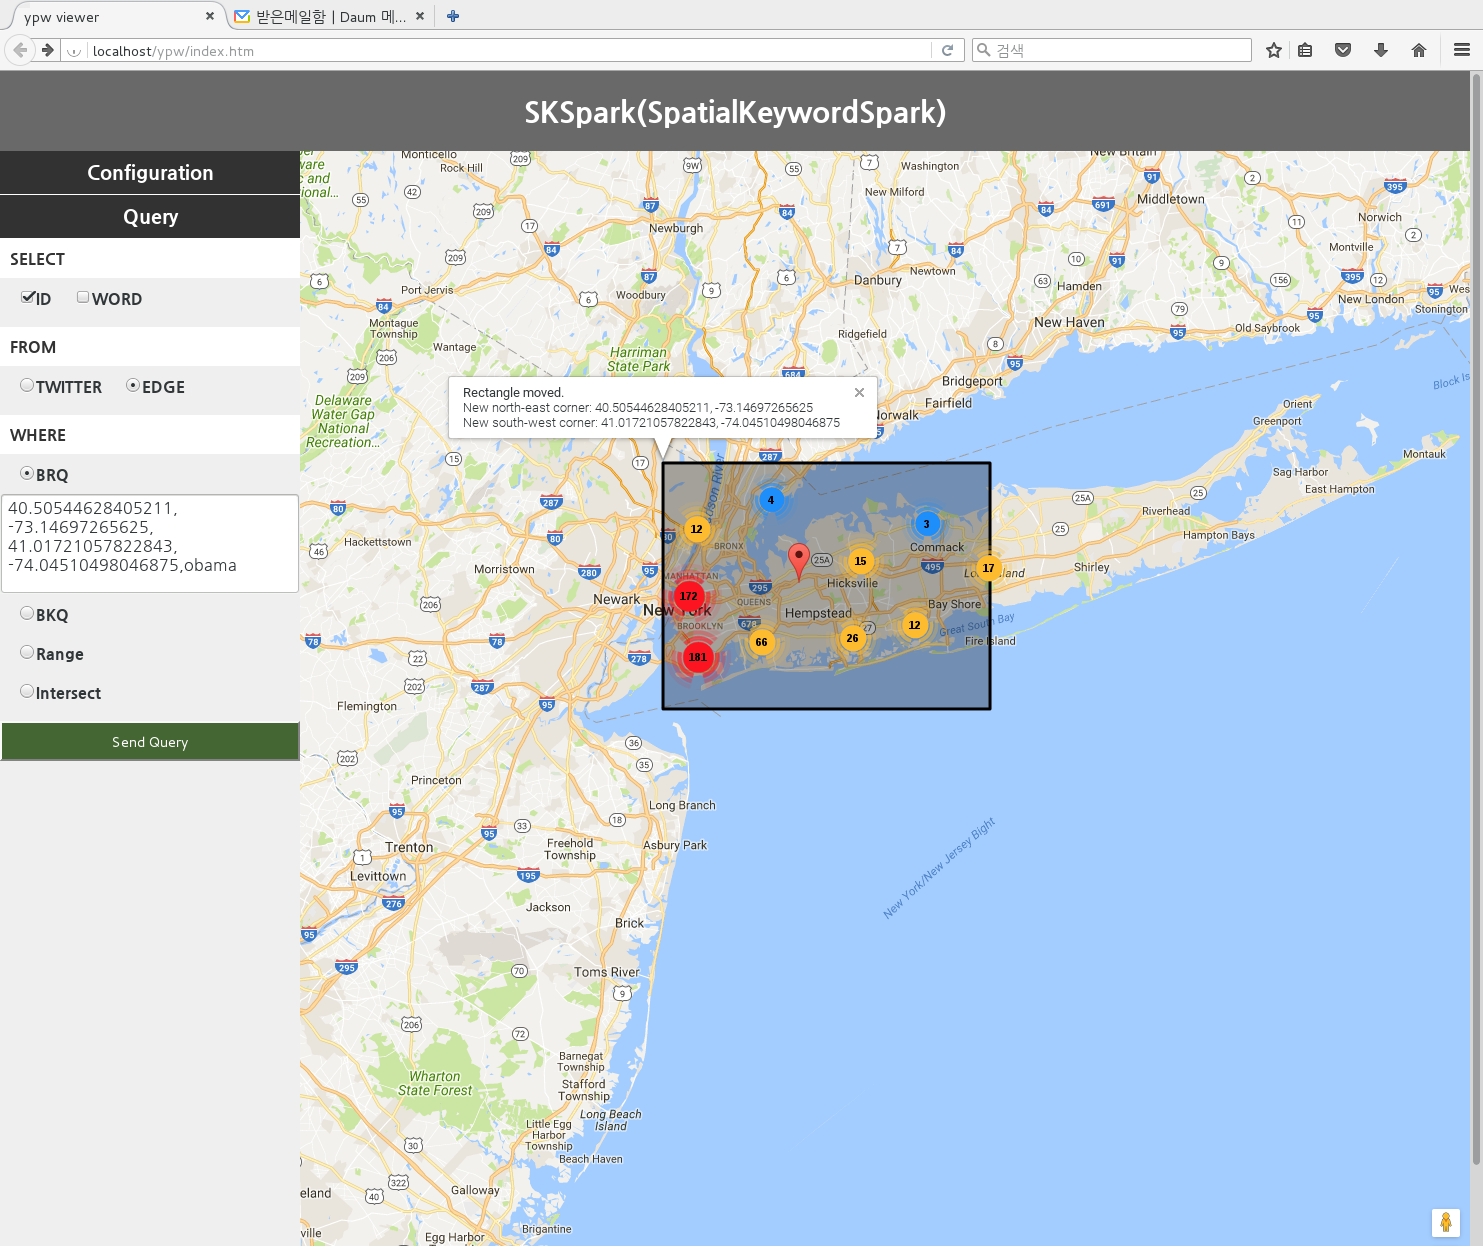 ypw viewer
받은메일함 | Daum 메...
localhost/ypw/index.htm
검색
SKSpark(SpatialKeywordSpark)
Configuration
Query
SELECT
ID
WORD
FROM
TWITTER
EDGE
WHERE
BRQ
40.50544628405211,
-73.14697265625,
41.01721057822843,
-74.04510498046875,obama
BKQ
Range
Intersect
Send Query
Rectangle moved.
New north-east corner: 40.50544628405211, -73.14697265625
New south-west corner: 41.01721057822843, -74.04510498046875
Monticello
Rock Hill
Washington
New Britain
New Milford
Middletown
Norwich
Newburgh
Montville
Danbury
Newtown
Hamden
Port Jervis
Woodbury
New London
Stonington
Montague
Township
Wantage
Ridgefield
New Haven
Old Saybrook
Harriman
State Park
Bridgeport
Fairfield
Norwalk
Delaware
Water Gap
National
Recreation...
Block Is
Orient
Greenport
Sag Harbor
East Hampton
Montauk
Riverhead
Hampton Bays
Shirley
Hackettstown
Morristown
Newark
New York
MANHATTAN
BRONX
QUEENS
BROOKLYN
Hempstead
Hicksville
Commack
Bay Shore
Great South Bay
Fire Island
4
12
3
15
17
172
181
66
26
12
Flemington
Princeton
Long Branch
Asbury Park
Trenton
Freehold
Township
Levittown
Jackson
Brick
Toms River
New York/New Jersey Bight
Wharton
State Forest
Barnegat
Township
Stafford
Township
Long Beach
Island
Little Egg
Harbor
Township
Beach Haven
Galloway
Brigantine
Egg Harbor